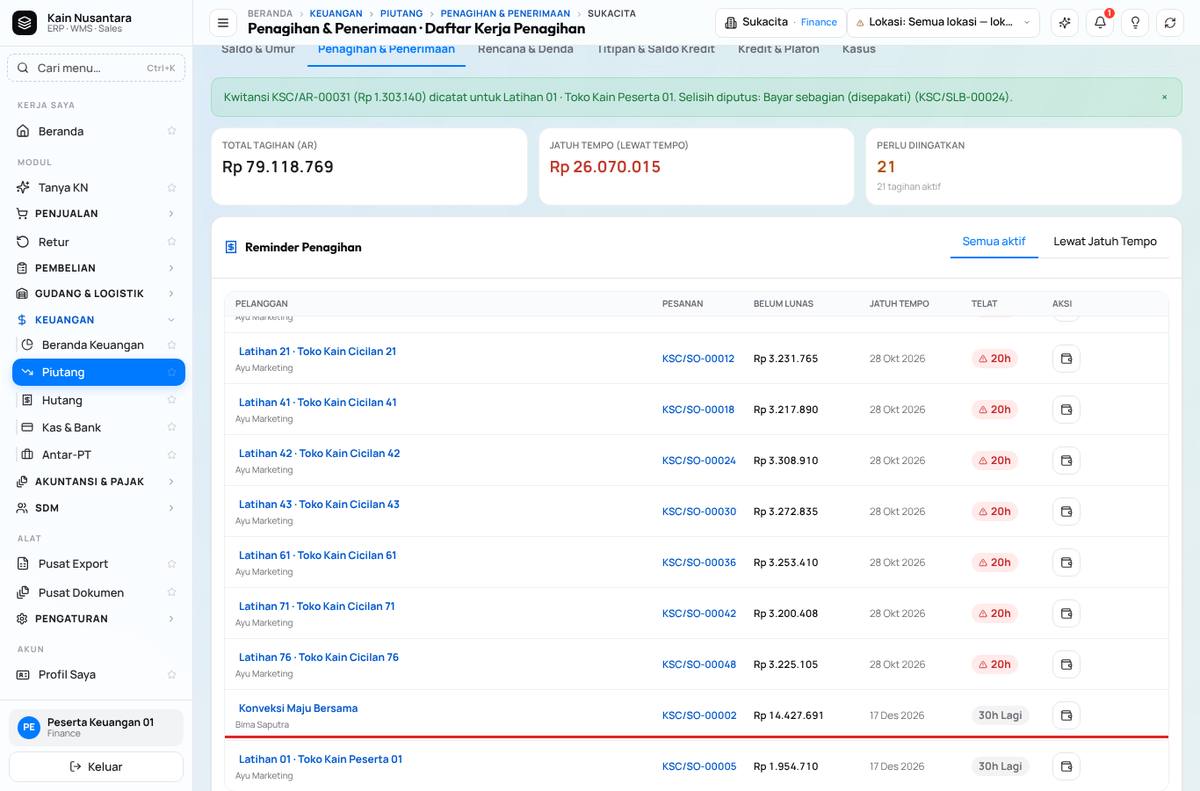 Kain Nusantara
ERP · WMS · Sales
Cari menu...
Ctrl+K
KERJA SAYA
Beranda
MODUL
Tanya KN
PENJUALAN
Retur
PEMBELIAN
GUDANG & LOGISTIK
KEUANGAN
Beranda Keuangan
Piutang
Hutang
Kas & Bank
Antar-PT
AKUNTANSI & PAJAK
SDM
ALAT
Pusat Export
Pusat Dokumen
PENGATURAN
AKUN
Profil Saya
PE
Peserta Keuangan 01
Finance
Keluar
BERANDA › KEUANGAN › PIUTANG › PENAGIHAN & PENERIMAAN › SUKACITA
Penagihan & Penerimaan · Daftar Kerja Penagihan
Sukacita · Finance
Lokasi: Semua lokasi — lok...
1
Saldo & Umur
Penagihan & Penerimaan
Rencana & Denda
Titipan & Saldo Kredit
Kredit & Plafon
Kasus
Kwitansi KSC/AR-00031 (Rp 1.303.140) dicatat untuk Latihan 01 · Toko Kain Peserta 01. Selisih diputus: Bayar sebagian (disepakati) (KSC/SLB-00024).
×
TOTAL TAGIHAN (AR)
Rp 79.118.769
JATUH TEMPO (LEWAT TEMPO)
Rp 26.070.015
PERLU DIINGATKAN
21
21 tagihan aktif
Reminder Penagihan
Semua aktif
Lewat Jatuh Tempo
PELANGGAN PESANAN BELUM LUNAS JATUH TEMPO TELAT AKSI
Ayu Marketing
Latihan 21 · Toko Kain Cicilan 21 KSC/SO-00012 Rp 3.231.765 28 Okt 2026 20h
Ayu Marketing
Latihan 41 · Toko Kain Cicilan 41 KSC/SO-00018 Rp 3.217.890 28 Okt 2026 20h
Ayu Marketing
Latihan 42 · Toko Kain Cicilan 42 KSC/SO-00024 Rp 3.308.910 28 Okt 2026 20h
Ayu Marketing
Latihan 43 · Toko Kain Cicilan 43 KSC/SO-00030 Rp 3.272.835 28 Okt 2026 20h
Ayu Marketing
Latihan 61 · Toko Kain Cicilan 61 KSC/SO-00036 Rp 3.253.410 28 Okt 2026 20h
Ayu Marketing
Latihan 71 · Toko Kain Cicilan 71 KSC/SO-00042 Rp 3.200.408 28 Okt 2026 20h
Ayu Marketing
Latihan 76 · Toko Kain Cicilan 76 KSC/SO-00048 Rp 3.225.105 28 Okt 2026 20h
Ayu Marketing
Konveksi Maju Bersama KSC/SO-00002 Rp 14.427.691 17 Des 2026 30h Lagi
Bima Saputra
Latihan 01 · Toko Kain Peserta 01 KSC/SO-00005 Rp 1.954.710 17 Des 2026 30h Lagi
Ayu Marketing